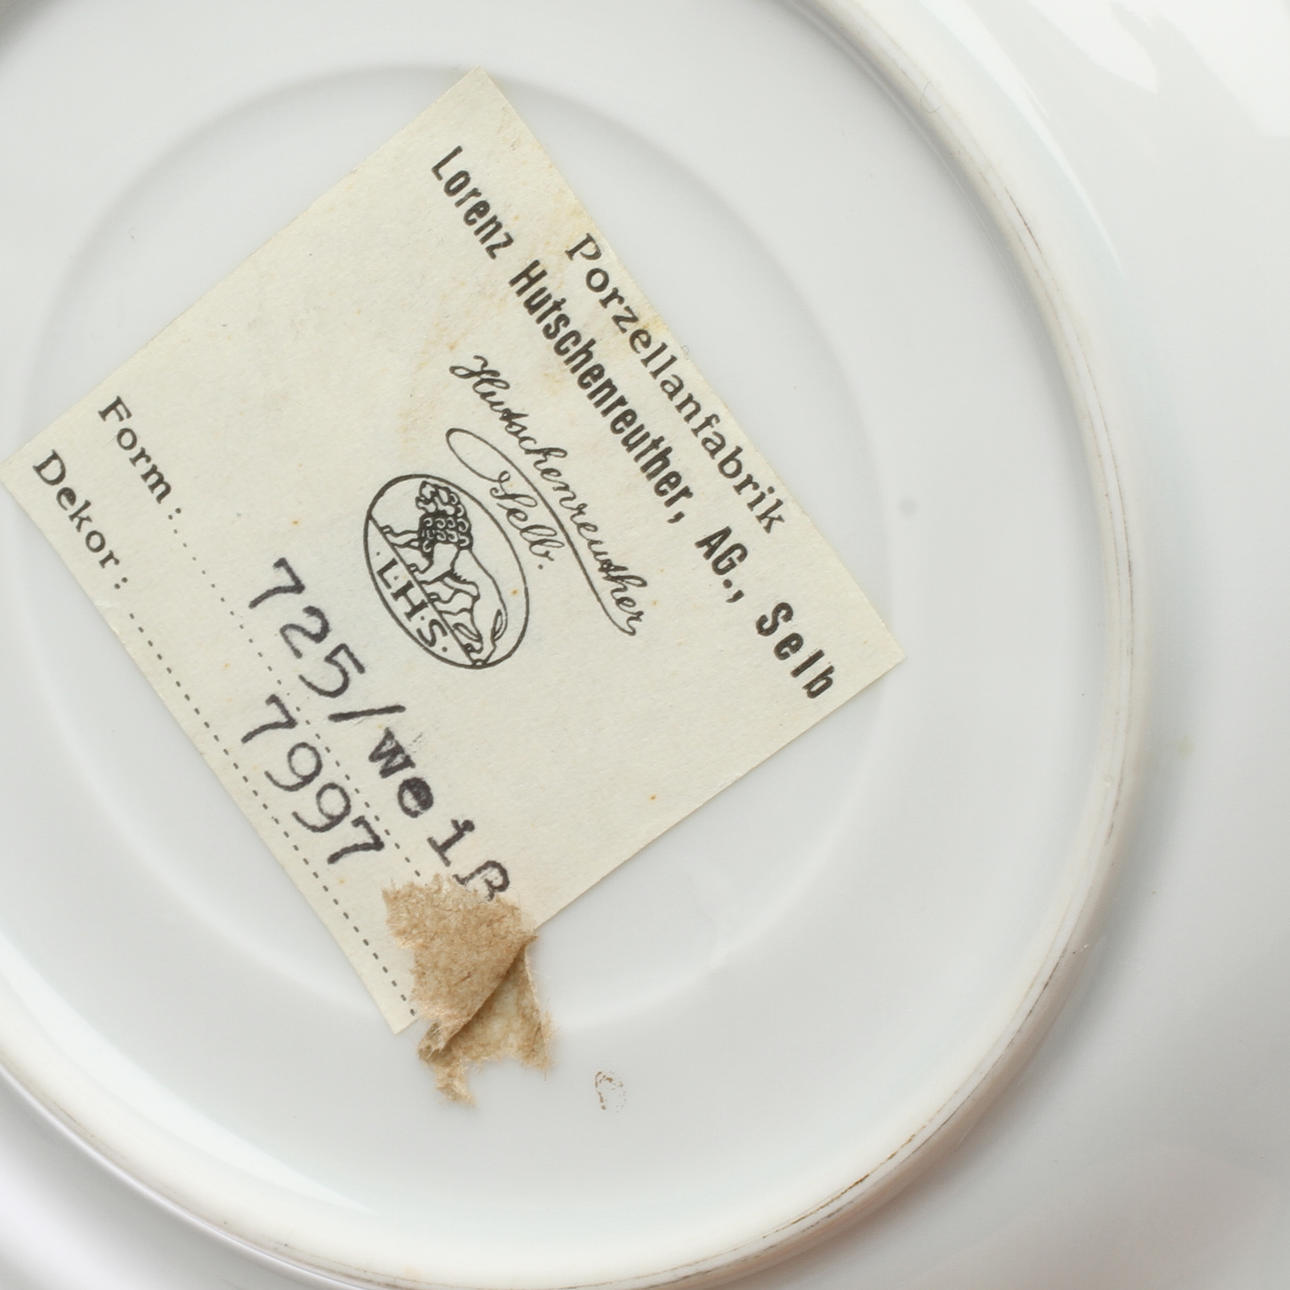 Porzellanfabrik
Lorenz Hutschenreuther, AG., Selb
Hutschenreuther
Selb.
L.H.S.
Form: 725/weiß
Dekor: 7997